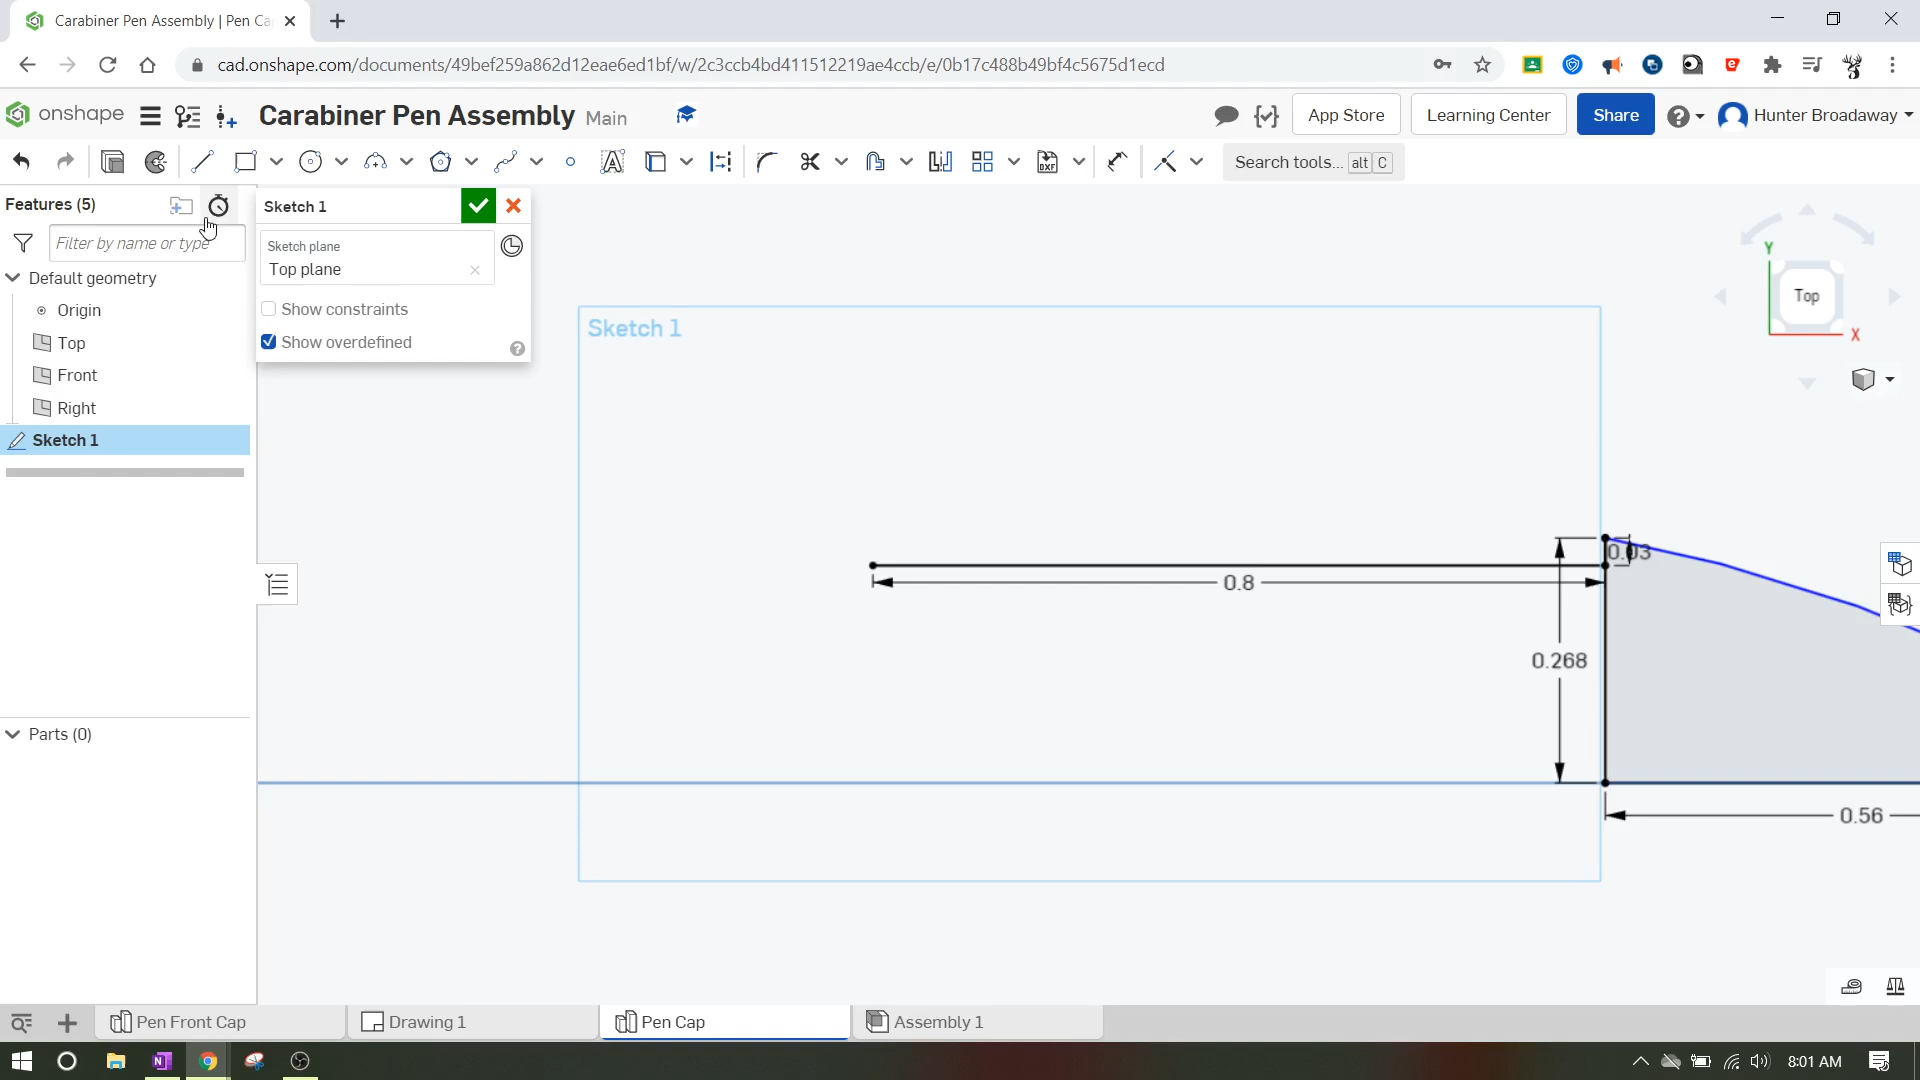 Carabiner Pen Assembly | Pen Ca
cad.onshape.com/documents/49bef259a862d12eae6ed1bf/w/2c3ccb4bd411512219ae4ccb/e/0b17c488b49bf4c5675d1ecd
onshape
Carabiner Pen Assembly Main
App Store
Learning Center
Share
Hunter Broadaway
Search tools... alt C
Features (5)
Filter by name or type
Default geometry
Origin
Top
Front
Right
Sketch 1
Parts (0)
Sketch 1
Sketch plane
Top plane
Show constraints
Show overdefined
Sketch 1
Y
Top
X
0.03
0.8
0.268
0.56
Pen Front Cap
Drawing 1
Pen Cap
Assembly 1
8:01 AM